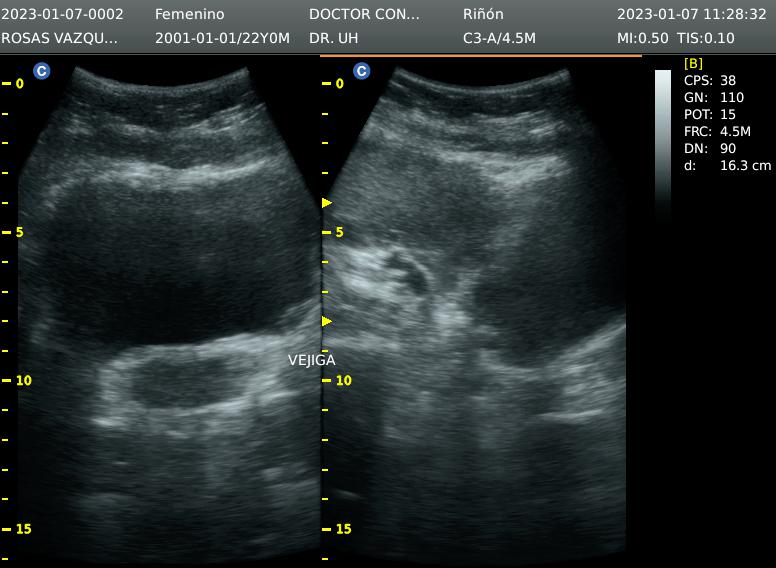 2023-01-07-0002 Femenino DOCTOR CON... Riñón 2023-01-07 11:28:32
ROSAS VAZQU... 2001-01-01/22Y0M DR. UH C3-A/4.5M MI:0.50 TIS:0.10
C C
[B]
0 0
CPS: 38
GN: 110
POT: 15
FRC: 4.5M
DN: 90
d: 16.3 cm
5 5
VEJIGA
10 10
15 15